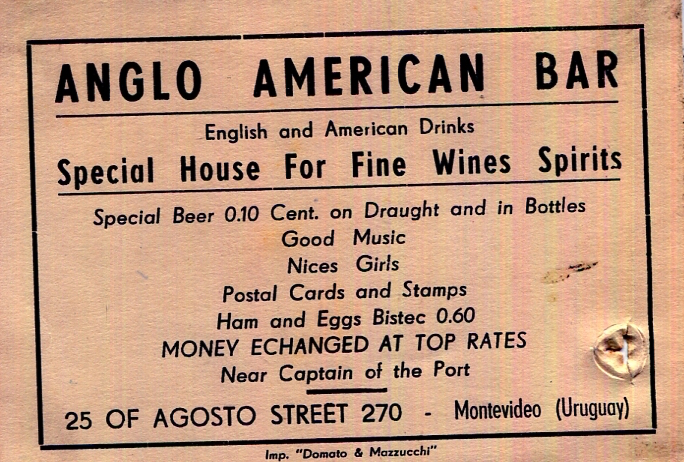 ANGLO AMERICAN BAR
English and American Drinks
Special House For Fine Wines Spirits
Special Beer 0.10 Cent. on Draught and in Bottles
Good Music
Nices Girls
Postal Cards and Stamps
Ham and Eggs Bistec 0.60
MONEY ECHANGED AT TOP RATES
Near Captain of the Port
25 OF AGOSTO STREET 270 - Montevideo (Uruguay)
Imp. "Domato & Mazzucchi"